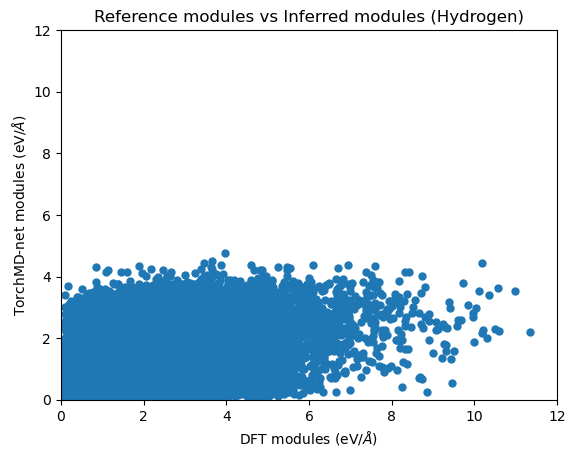 Reference modules vs Inferred modules (Hydrogen)
12
10
8
6
4
2
0
TorchMD-net modules (eV/Å)
0 2 4 6 8 10 12
DFT modules (eV/Å)